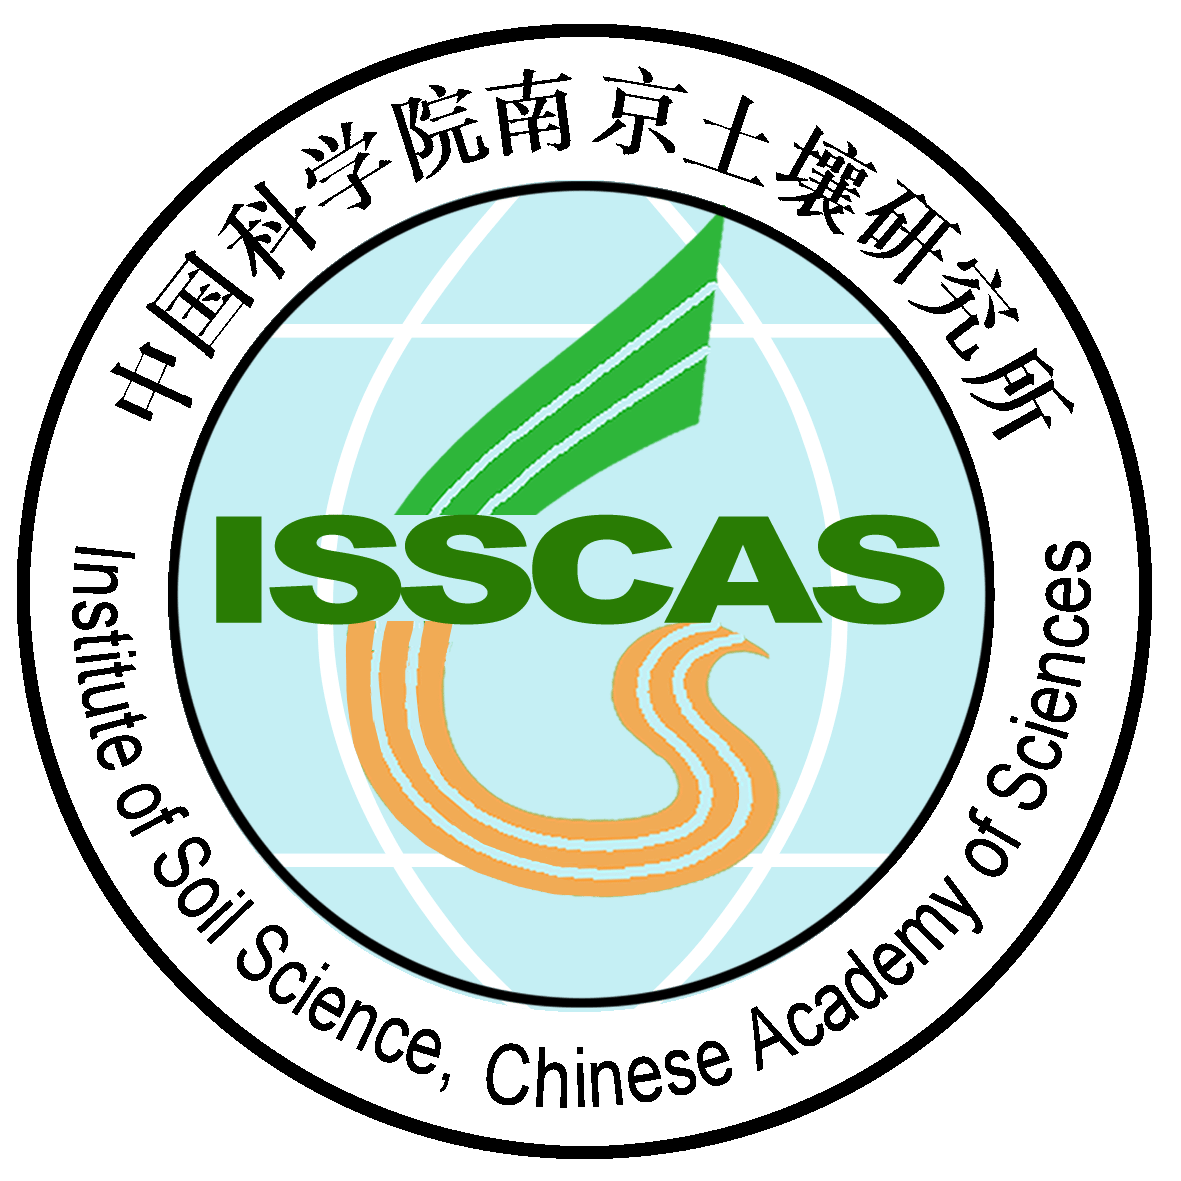 中国科学院南京土壤研究所
ISSCAS
Institute of Soil Science, Chinese Academy of Sciences